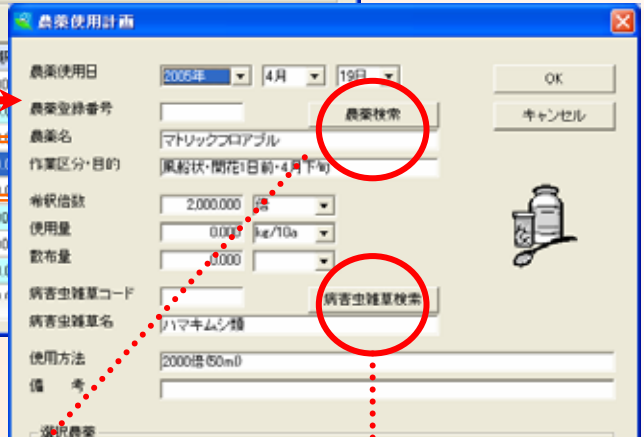 農薬使用計画
農薬使用日 2005年 4月 19日 OK
農薬登録番号 農薬検索 キャンセル
農薬名 マトリックフロアブル
作業区分・目的 風船状・開花1日前・4月下旬
希釈倍数 2,000.000 倍
使用量 0.000 kg/10a
散布量 0.000
病害虫雑草コード 病害虫雑草検索
病害虫雑草名 ハマキムシ類
使用方法 2000倍(50ml)
備 考
選択農薬